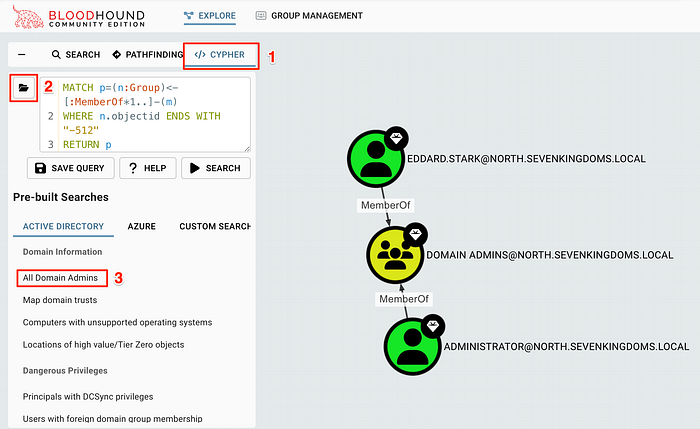 BLOODHOUND
COMMUNITY EDITION
EXPLORE
GROUP MANAGEMENT
SEARCH
PATHFINDING
</> CYPHER
1
2
1 MATCH p=(n:Group)<-
[:MemberOf*1..]-(m)
2 WHERE n.objectid ENDS WITH
"-512"
3 RETURN p
SAVE QUERY
? HELP
SEARCH
Pre-built Searches
ACTIVE DIRECTORY
AZURE
CUSTOM SEARCH
Domain Information
All Domain Admins
3
Map domain trusts
Computers with unsupported operating systems
Locations of high value/Tier Zero objects
Dangerous Privileges
Principals with DCSync privileges
Users with foreign domain group membership
EDDARD.STARK@NORTH.SEVENKINGDOMS.LOCAL
MemberOf
DOMAIN ADMINS@NORTH.SEVENKINGDOMS.LOCAL
MemberOf
ADMINISTRATOR@NORTH.SEVENKINGDOMS.LOCAL